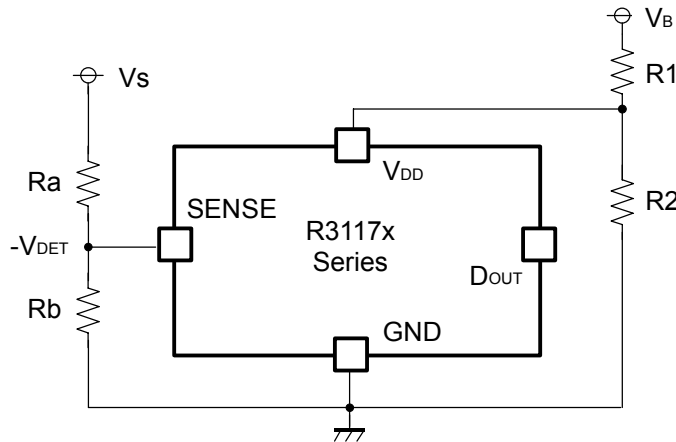 VB
Vs
R1
VDD
Ra
SENSE
R2
R3117x
Series
-VDET
DOUT
Rb
GND